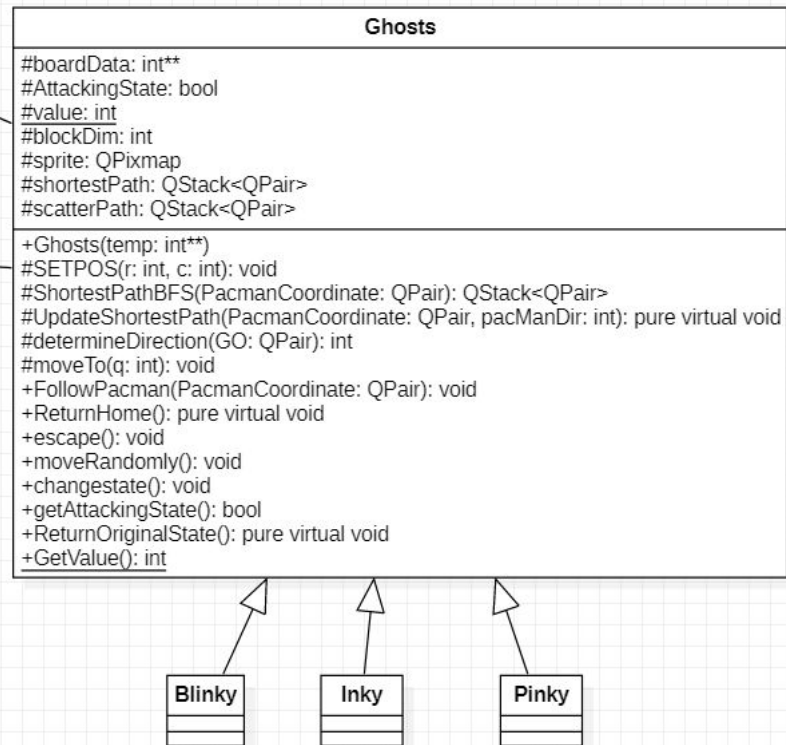 Ghosts
#boardData: int**
#AttackingState: bool
#value: int
#blockDim: int
#sprite: QPixmap
#shortestPath: QStack<QPair>
#scatterPath: QStack<QPair>
+Ghosts(temp: int**)
#SETPOS(r: int, c: int): void
#ShortestPathBFS(PacmanCoordinate: QPair): QStack<QPair>
#UpdateShortestPath(PacmanCoordinate: QPair, pacManDir: int): pure virtual void
#determineDirection(GO: QPair): int
#moveTo(q: int): void
+FollowPacman(PacmanCoordinate: QPair): void
+ReturnHome(): pure virtual void
+escape(): void
+moveRandomly(): void
+changestate(): void
+getAttackingState(): bool
+ReturnOriginalState(): pure virtual void
+GetValue(): int
Blinky
Inky
Pinky